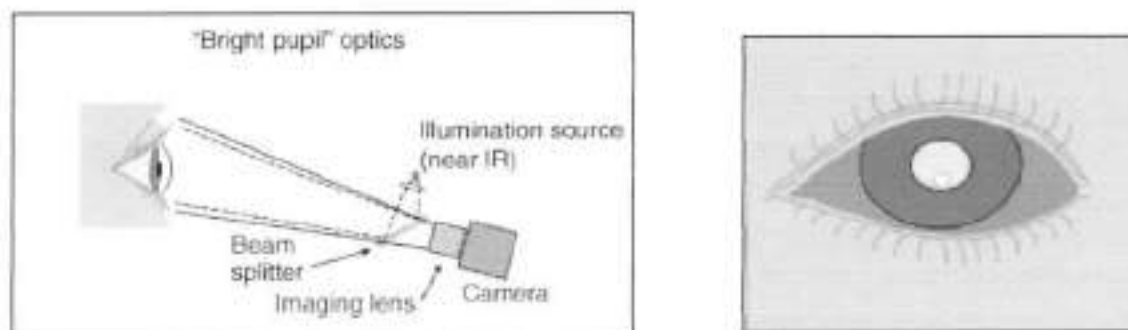 "Bright pupil" optics
Illumination source
(near IR)
Beam
splitter
Imaging lens
Camera